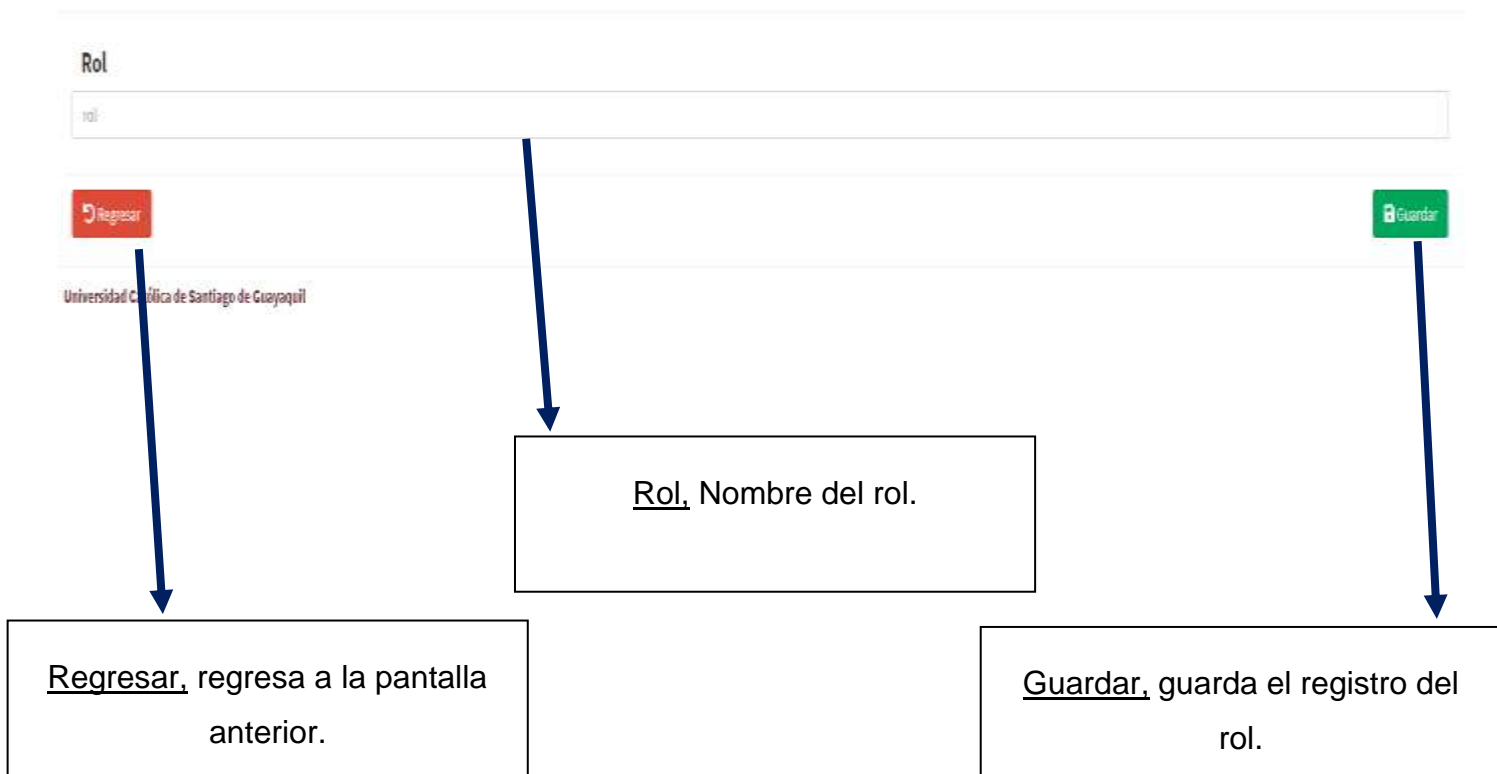 Rol
rol
Regresar
Guardar
Universidad Católica de Santiago de Guayaquil
Rol, Nombre del rol.
Regresar, regresa a la pantalla
anterior.
Guardar, guarda el registro del
rol.